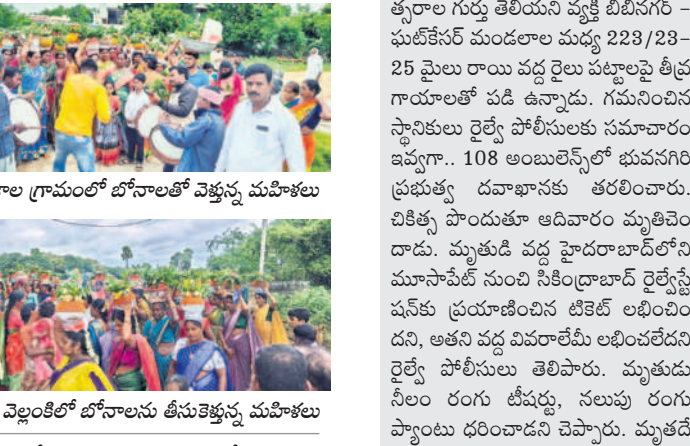 గ్రామంలో బోనాలతో వెళ్తున్న మహిళలు
వెల్లంకిలో బోనాలను తీసుకెళ్తున్న మహిళలు
త్సరాల గుర్తు తెలియని వ్యక్తి బీబీనగర్ –
ఘట్‌కేసర్ మండలాల మధ్య 223/23–
25 మైలు రాయి వద్ద రైలు పట్టాలపై తీవ్ర
గాయాలతో పడి ఉన్నాడు. గమనించిన
స్థానికులు రైల్వే పోలీసులకు సమాచారం
ఇవ్వగా.. 108 అంబులెన్స్‌లో భువనగిరి
ప్రభుత్వ దవాఖానకు తరలించారు.
చికిత్స పొందుతూ ఆదివారం మృతిచెం
దాడు. మృతుడి వద్ద హైదరాబాద్‌లోని
మూసాపేట్ నుంచి సికింద్రాబాద్ రైల్వేస్టే
షన్‌కు ప్రయాణించిన టికెట్ లభించిం
దని, అతని వద్ద వివరాలేమీ లభించలేదని
రైల్వే పోలీసులు తెలిపారు. మృతుడు
నీలం రంగు టీషర్టు, నలుపు రంగు
ప్యాంటు ధరించాడని చెప్పారు. మృతదే